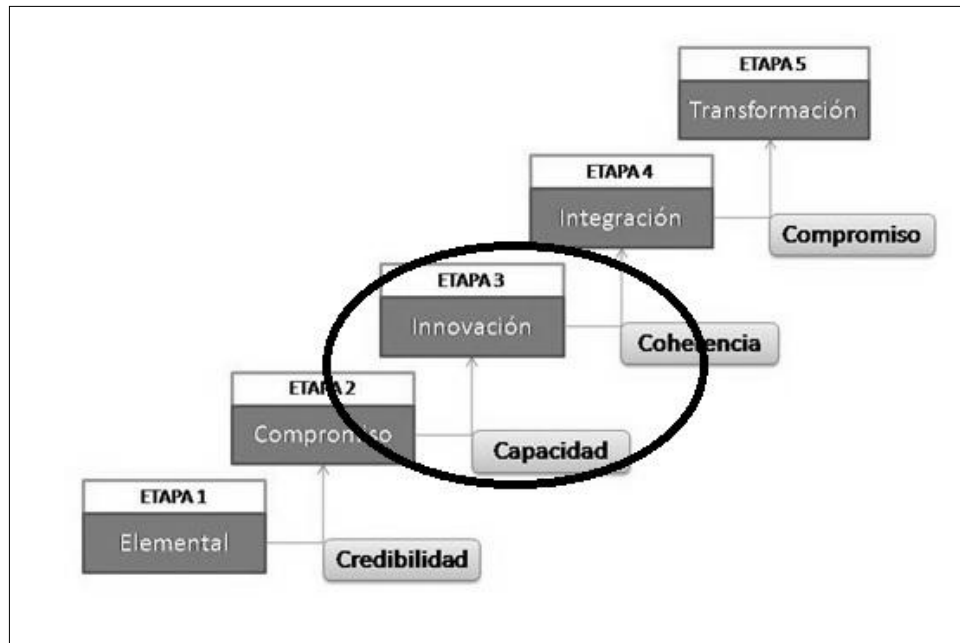 ETAPA 5
Transformación
ETAPA 4
Integración
Compromiso
ETAPA 3
Innovación
Coherencia
ETAPA 2
Compromiso
Capacidad
ETAPA 1
Elemental
Credibilidad